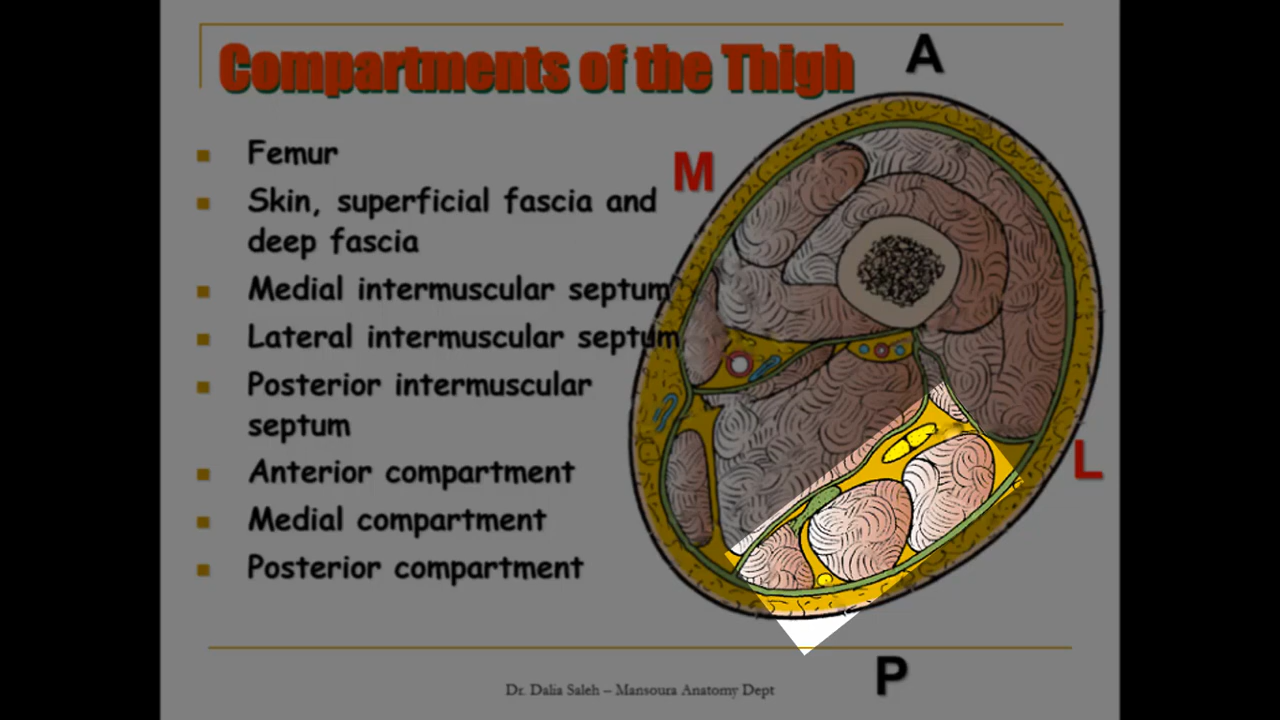 Compartments of the Thigh
A
M
Femur
Skin, superficial fascia and
deep fascia
Medial intermuscular septum
Lateral intermuscular septum
Posterior intermuscular
septum
Anterior compartment
Medial compartment
Posterior compartment
L
P
Dr. Dalia Saleh – Mansoura Anatomy Dept